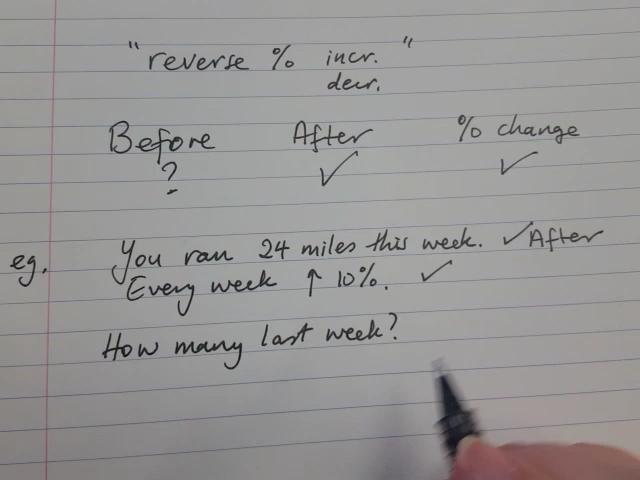 "reverse % incr."
decr.
Before After % change
? ✓ ✓
eg. You ran 24 miles this week. ✓After
Every week ↑ 10%. ✓
How many last week?